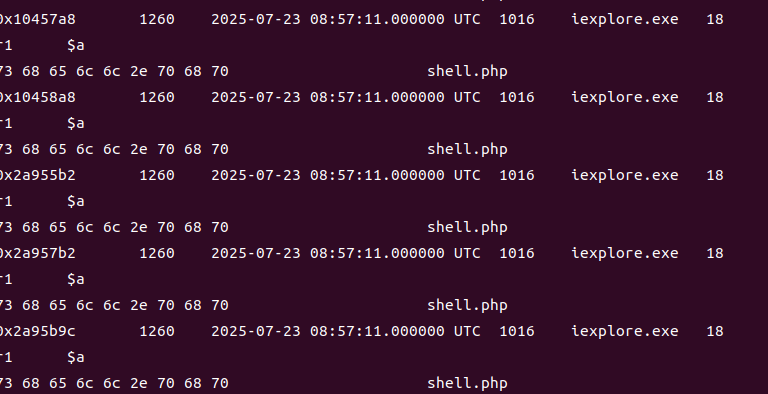 0x10457a8 1260 2025-07-23 08:57:11.000000 UTC 1016 iexplore.exe 18
r1 $a
73 68 65 6c 6c 2e 70 68 70 shell.php
0x10458a8 1260 2025-07-23 08:57:11.000000 UTC 1016 iexplore.exe 18
r1 $a
73 68 65 6c 6c 2e 70 68 70 shell.php
0x2a955b2 1260 2025-07-23 08:57:11.000000 UTC 1016 iexplore.exe 18
r1 $a
73 68 65 6c 6c 2e 70 68 70 shell.php
0x2a957b2 1260 2025-07-23 08:57:11.000000 UTC 1016 iexplore.exe 18
r1 $a
73 68 65 6c 6c 2e 70 68 70 shell.php
0x2a95b9c 1260 2025-07-23 08:57:11.000000 UTC 1016 iexplore.exe 18
r1 $a
73 68 65 6c 6c 2e 70 68 70 shell.php